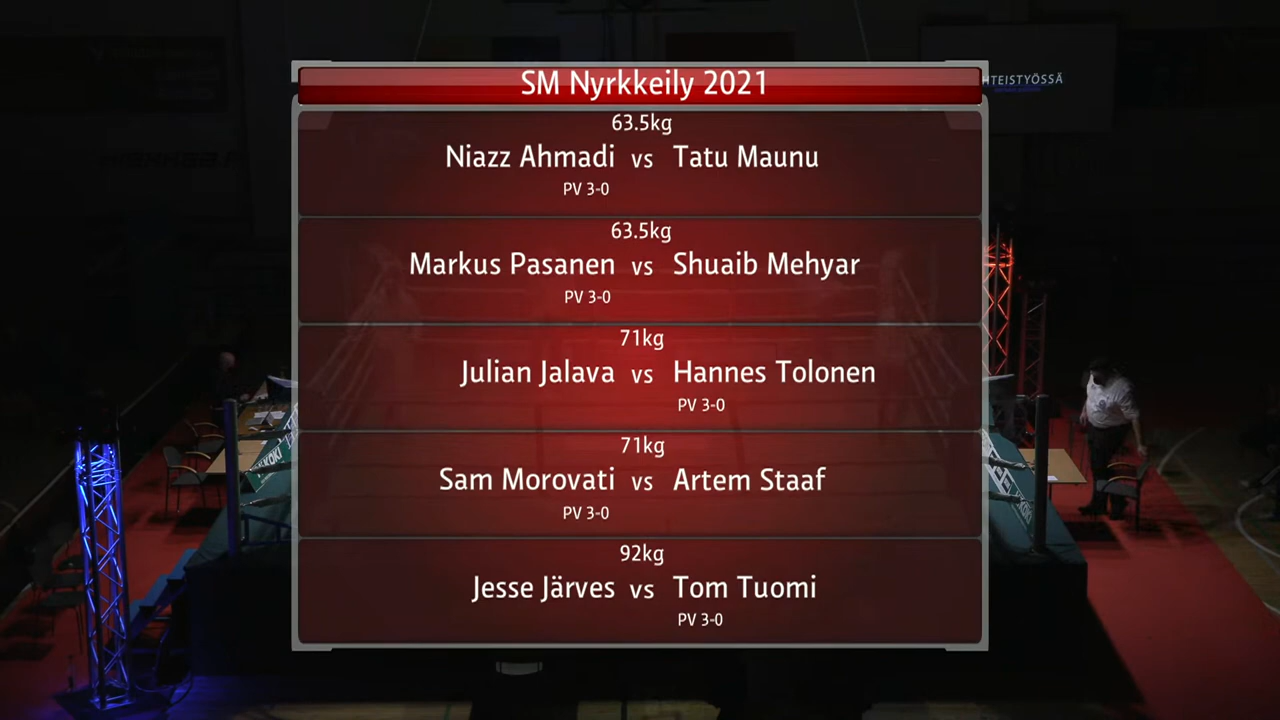 SM Nyrkkeily 2021
HTEISTYÖSSÄ
63.5kg
Niazz Ahmadi vs Tatu Maunu
PV 3-0
63.5kg
Markus Pasanen vs Shuaib Mehyar
PV 3-0
71kg
Julian Jalava vs Hannes Tolonen
PV 3-0
71kg
Sam Morovati vs Artem Staaf
PV 3-0
92kg
Jesse Järves vs Tom Tuomi
PV 3-0